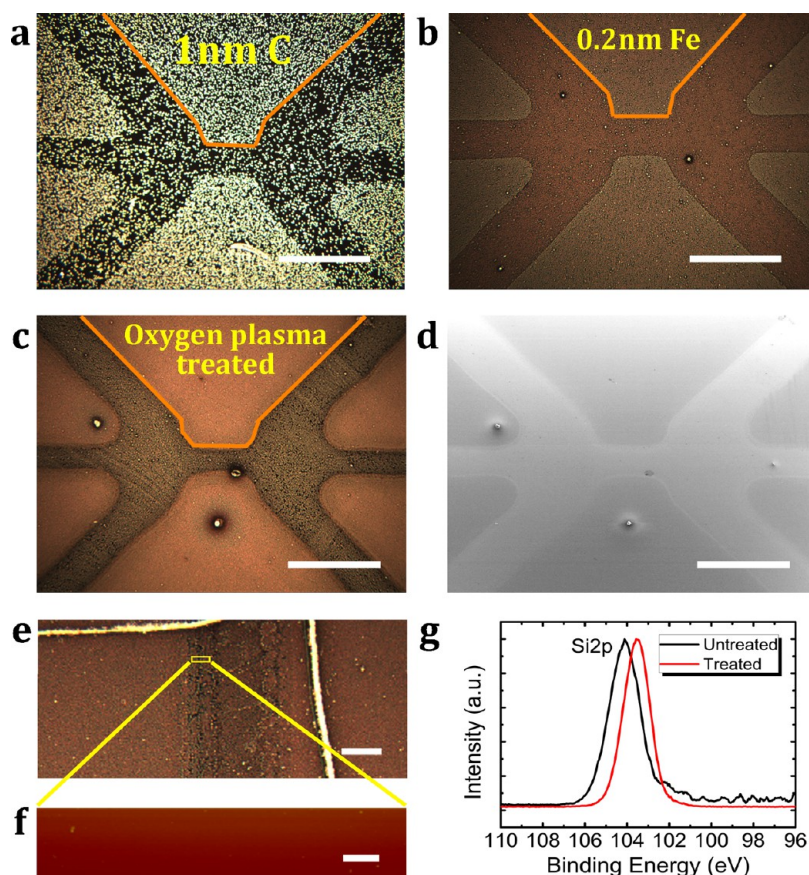 a
1nm C
b
0.2nm Fe
c
Oxygen plasma
treated
d
e
f
g
Si2p
Untreated
Treated
Intensity (a.u.)
110 108 106 104 102 100 98 96
Binding Energy (eV)